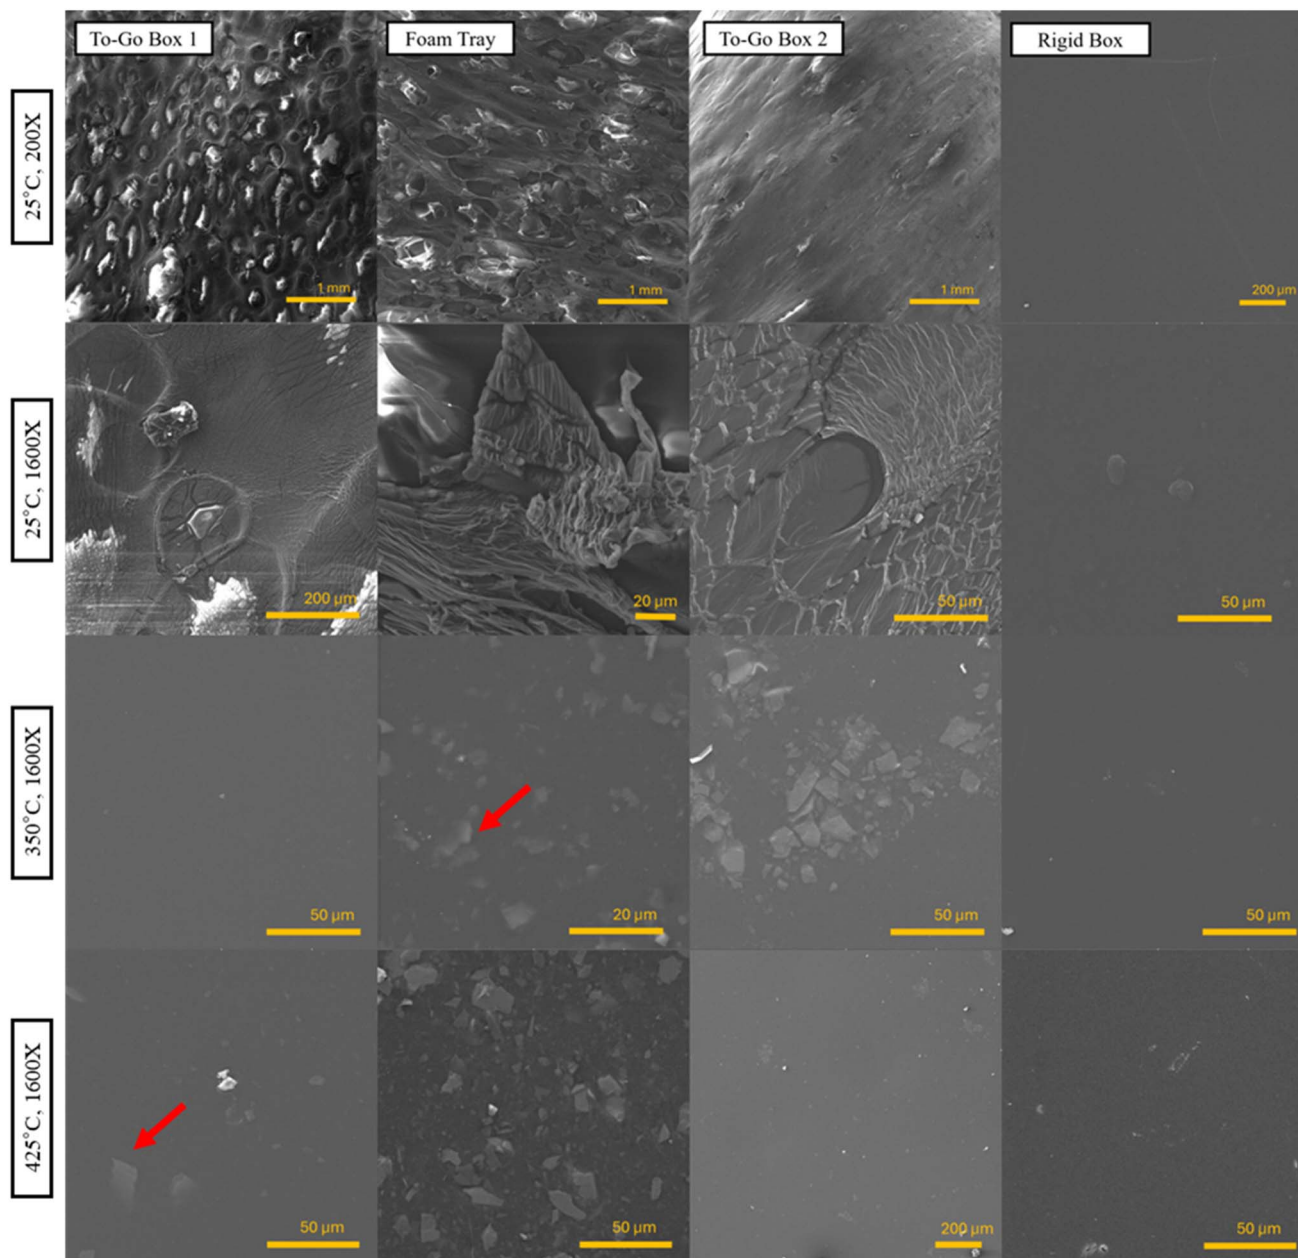 To-Go Box 1
Foam Tray
To-Go Box 2
Rigid Box
25°C, 200X
1 mm
1 mm
1 mm
200 µm
25°C, 1600X
200 µm
20 µm
50 µm
50 µm
350°C, 1600X
50 µm
20 µm
50 µm
50 µm
425°C, 1600X
50 µm
50 µm
200 µm
50 µm